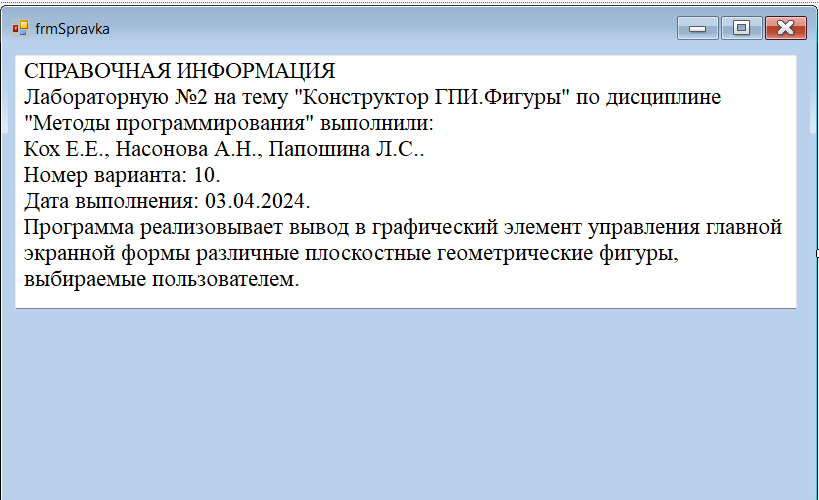 frmSpravka
СПРАВОЧНАЯ ИНФОРМАЦИЯ
Лабораторную №2 на тему "Конструктор ГПИ.Фигуры" по дисциплине
"Методы программирования" выполнили:
Кох Е.Е., Насонова А.Н., Папошина Л.С..
Номер варианта: 10.
Дата выполнения: 03.04.2024.
Программа реализовывает вывод в графический элемент управления главной
экранной формы различные плоскостные геометрические фигуры,
выбираемые пользователем.